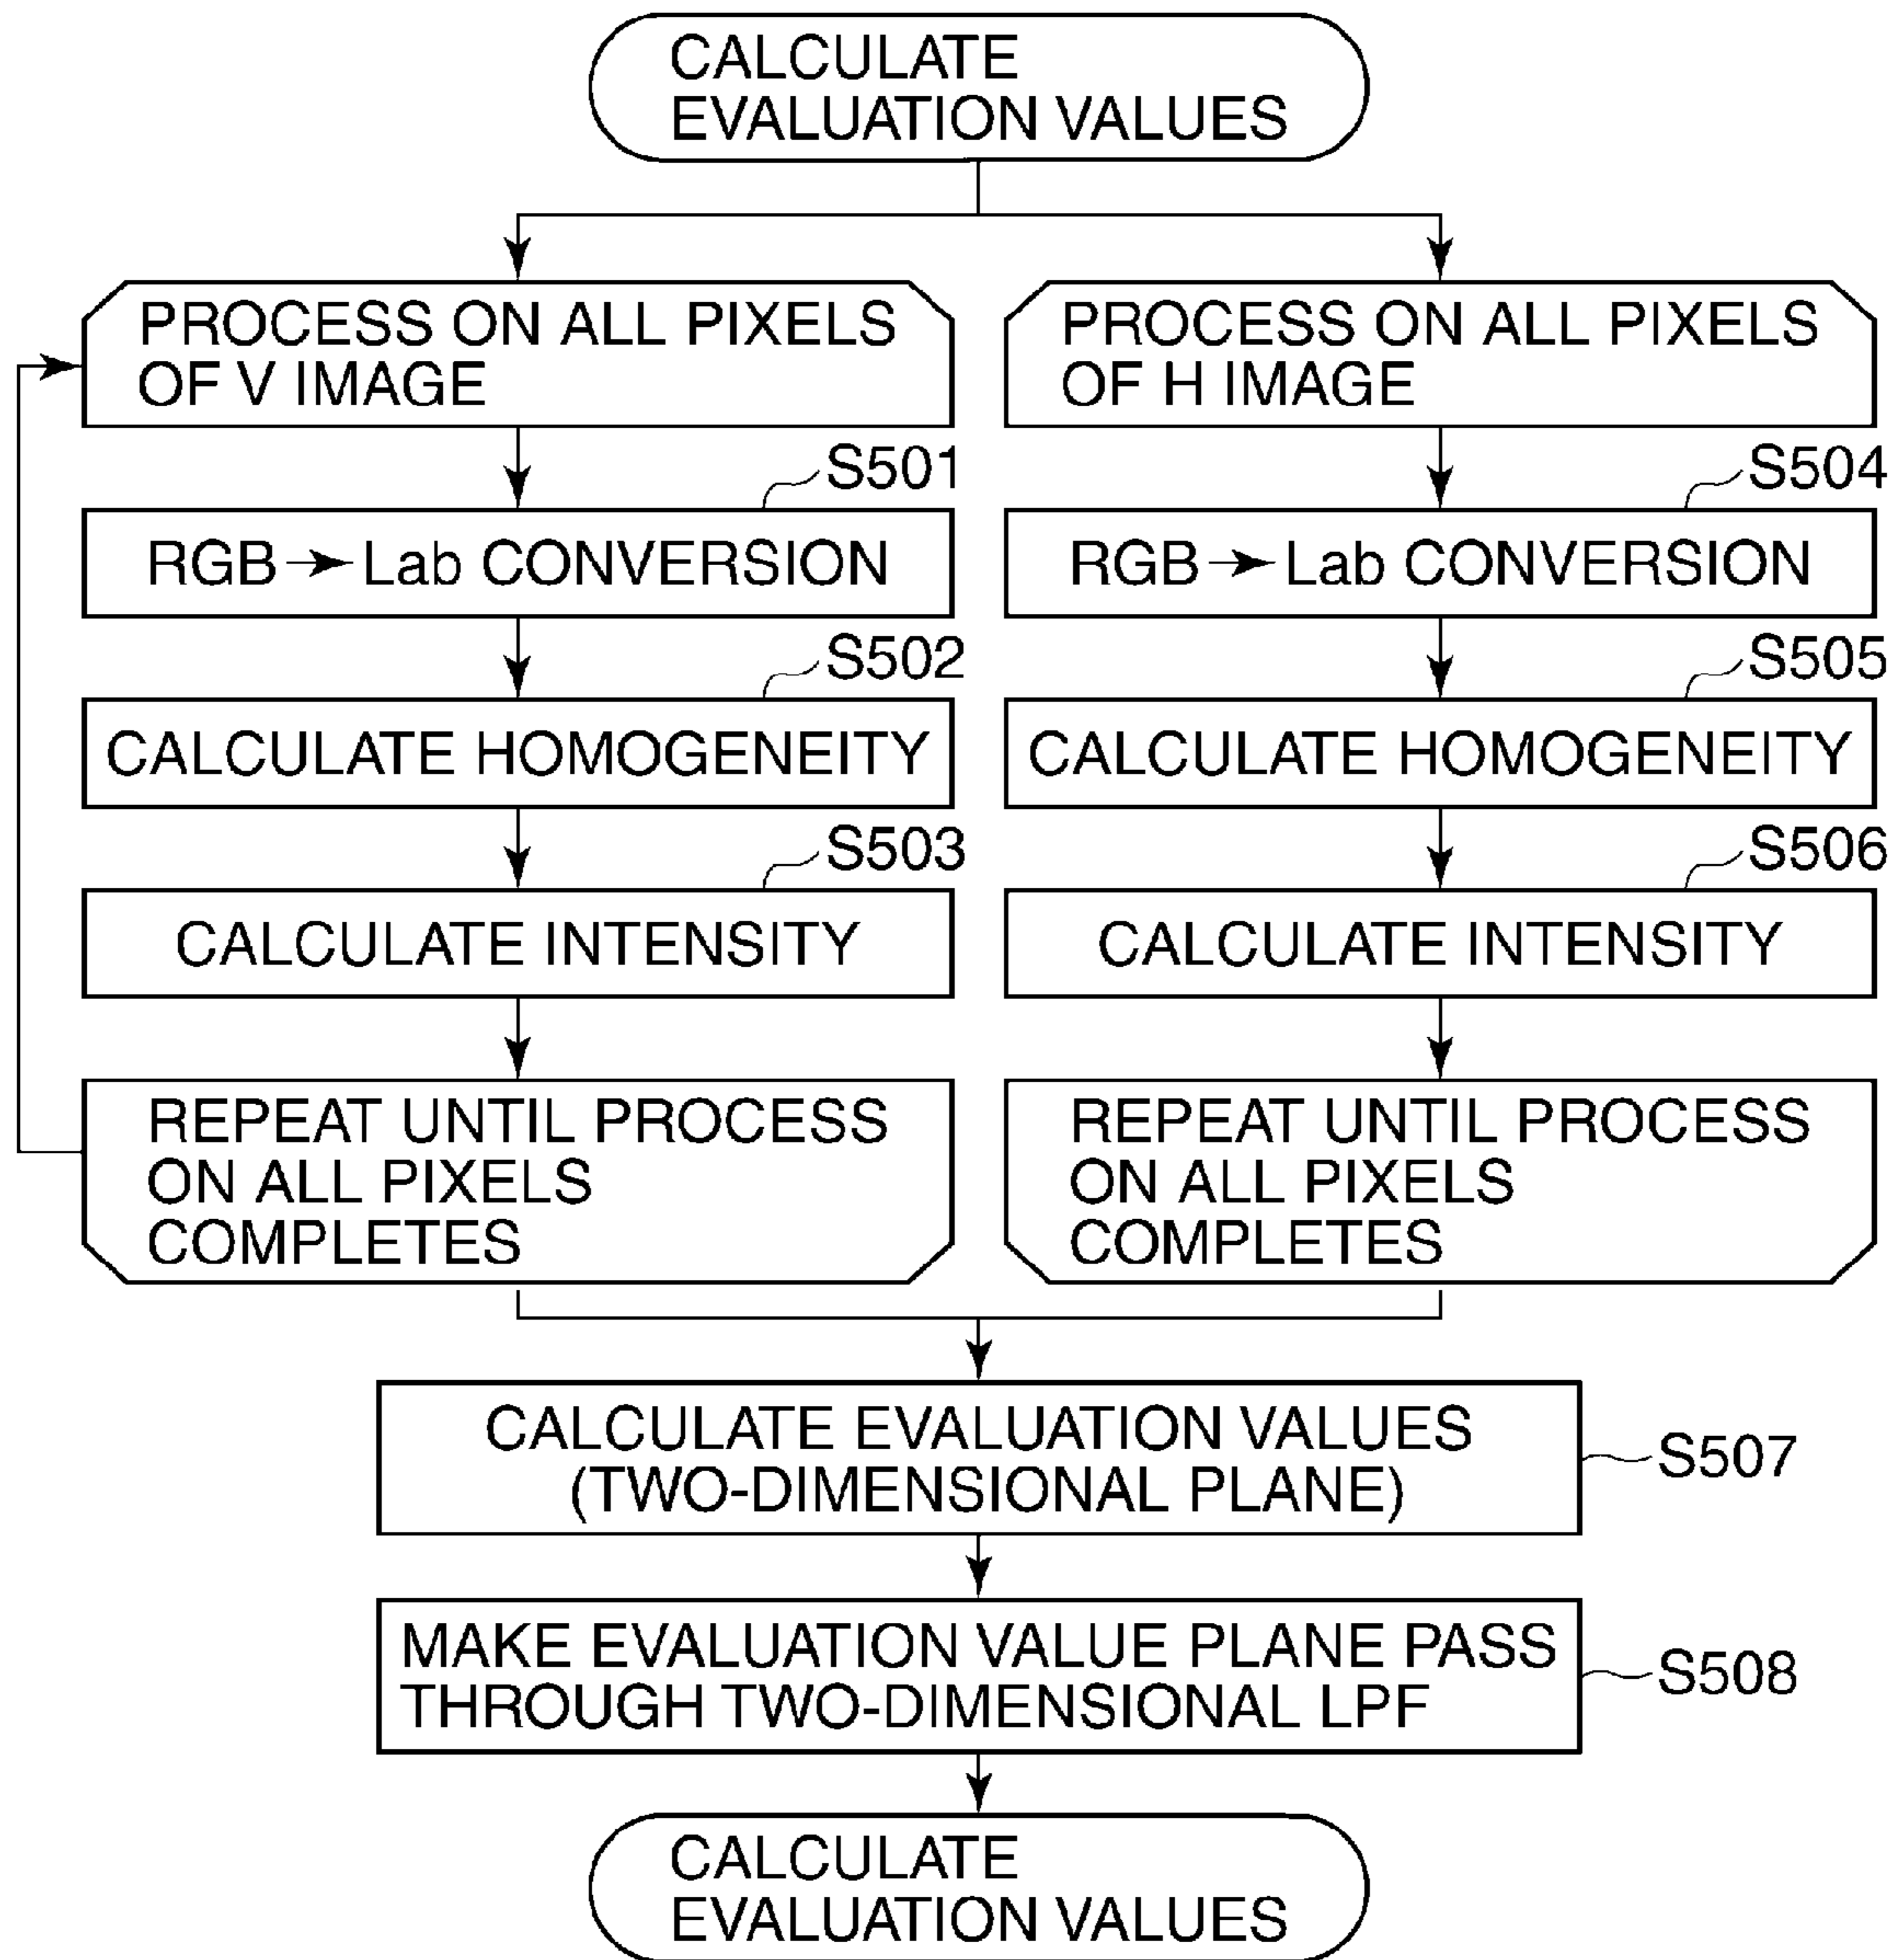 CALCULATE
EVALUATION VALUES
PROCESS ON ALL PIXELS
OF V IMAGE
S501
RGB → Lab CONVERSION
S502
CALCULATE HOMOGENEITY
S503
CALCULATE INTENSITY
REPEAT UNTIL PROCESS
ON ALL PIXELS
COMPLETES
PROCESS ON ALL PIXELS
OF H IMAGE
S504
RGB → Lab CONVERSION
S505
CALCULATE HOMOGENEITY
S506
CALCULATE INTENSITY
REPEAT UNTIL PROCESS
ON ALL PIXELS
COMPLETES
CALCULATE EVALUATION VALUES
(TWO-DIMENSIONAL PLANE)
S507
MAKE EVALUATION VALUE PLANE PASS
THROUGH TWO-DIMENSIONAL LPF
S508
CALCULATE
EVALUATION VALUES